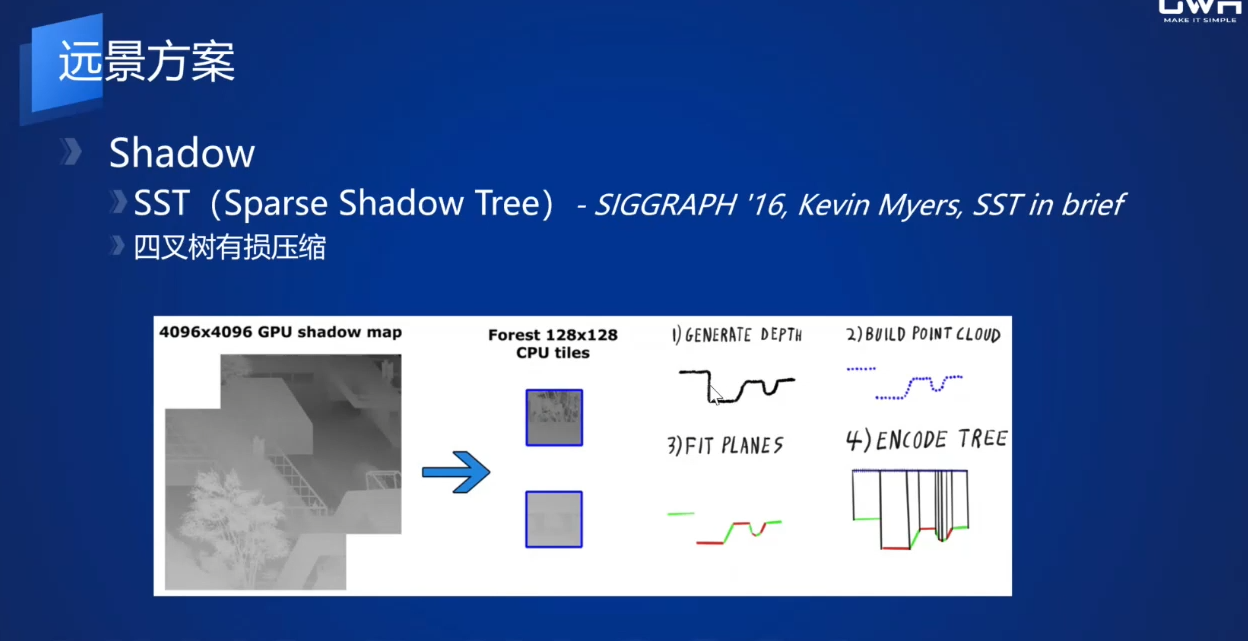 MAKE IT SIMPLE
远景方案
Shadow
SST（Sparse Shadow Tree） - SIGGRAPH '16, Kevin Myers, SST in brief
四叉树有损压缩
4096x4096 GPU shadow map
Forest 128x128
CPU tiles
1) GENERATE DEPTH
2) BUILD POINT CLOUD
3) FIT PLANES
4) ENCODE TREE